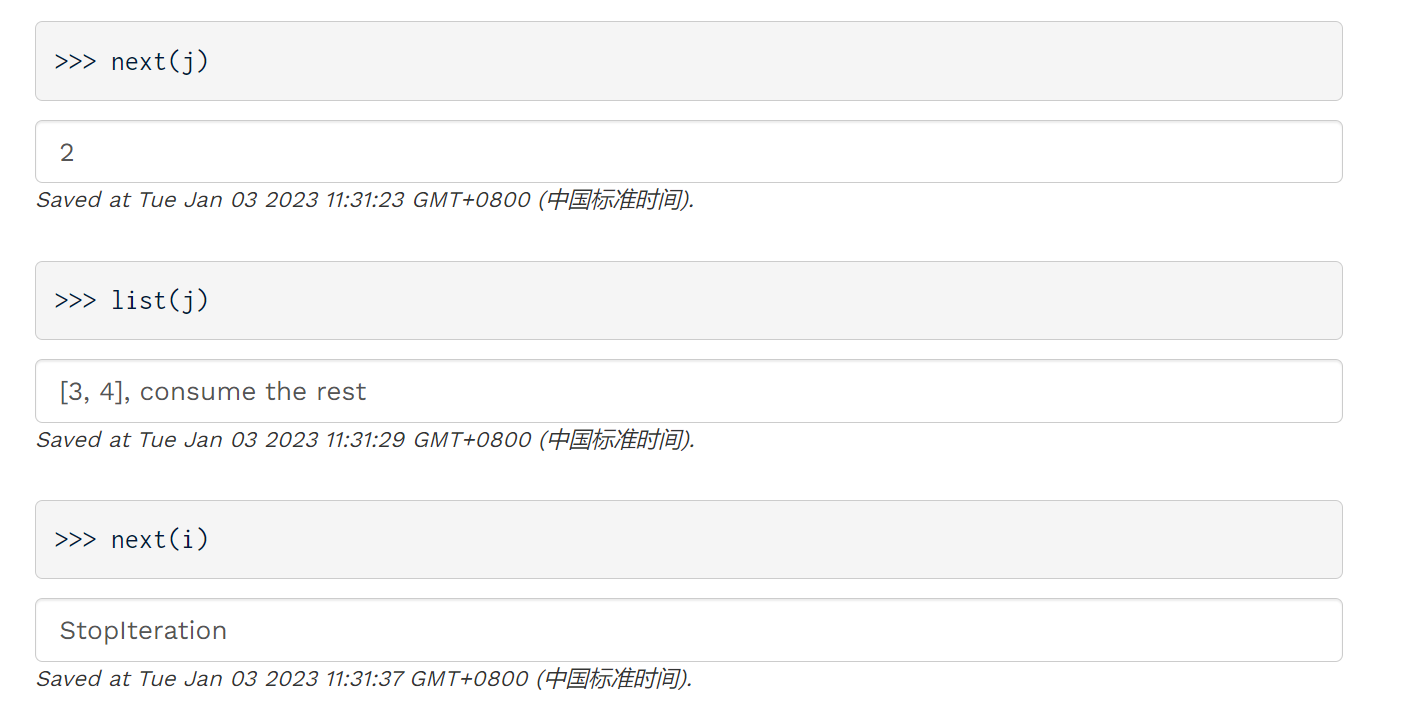 >>> next(j)
2
Saved at Tue Jan 03 2023 11:31:23 GMT+0800 (中国标准时间).
>>> list(j)
[3, 4], consume the rest
Saved at Tue Jan 03 2023 11:31:29 GMT+0800 (中国标准时间).
>>> next(i)
StopIteration
Saved at Tue Jan 03 2023 11:31:37 GMT+0800 (中国标准时间).